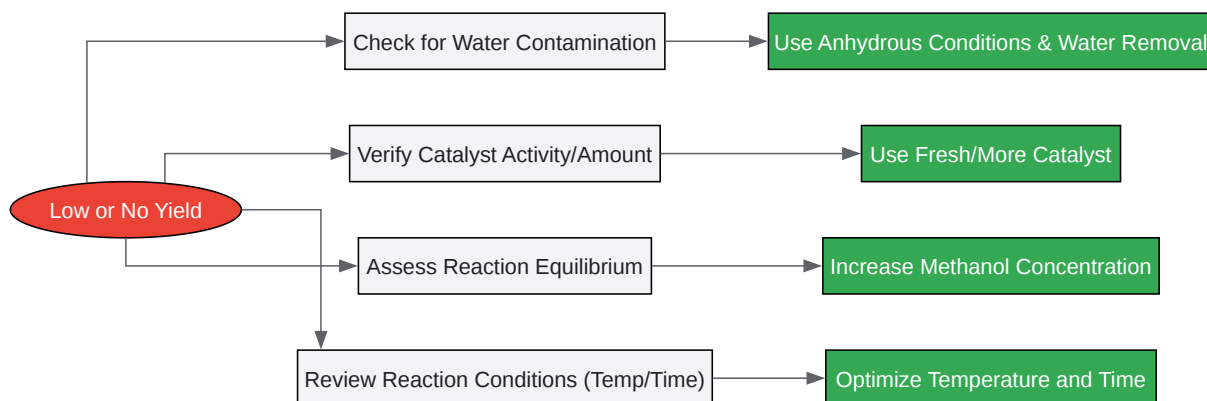 Check for Water Contamination
Use Anhydrous Conditions & Water Removal
Verify Catalyst Activity/Amount
Use Fresh/More Catalyst
Low or No Yield
Assess Reaction Equilibrium
Increase Methanol Concentration
Review Reaction Conditions (Temp/Time)
Optimize Temperature and Time